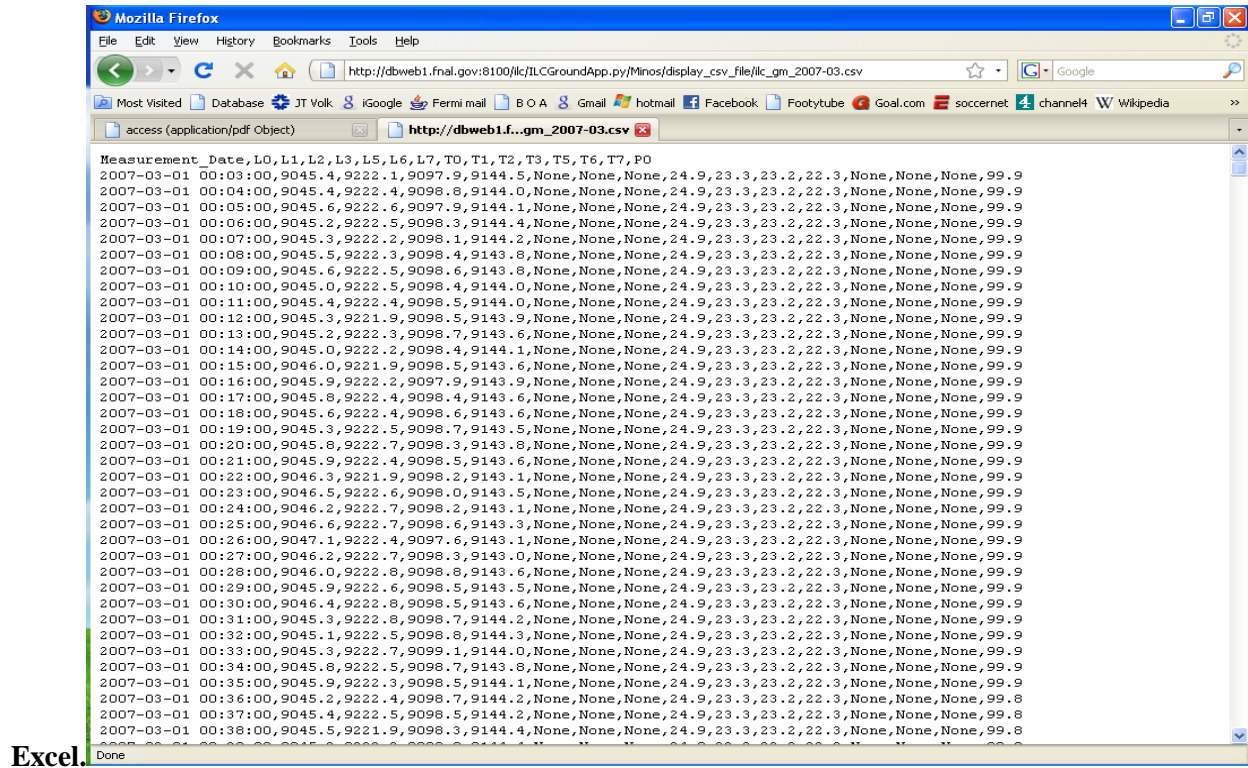 Mozilla Firefox
File Edit View History Bookmarks Tools Help
http://dbweb1.fnal.gov:8100/ilc/ILCGroundApp.py/Minos/display_csv_file/ilc_gm_2007-03.csv Google
Most Visited Database JT Volk iGoogle Fermi mail B O A Gmail hotmail Facebook Footytube Goal.com soccernet channel4 Wikipedia »
access (application/pdf Object) http://dbweb1.f...gm_2007-03.csv
Measurement_Date,L0,L1,L2,L3,L5,L6,L7,T0,T1,T2,T3,T5,T6,T7,P0
2007-03-01 00:03:00,9045.4,9222.1,9097.9,9144.5,None,None,None,24.9,23.3,23.2,22.3,None,None,None,99.9
2007-03-01 00:04:00,9045.4,9222.4,9098.8,9144.0,None,None,None,24.9,23.3,23.2,22.3,None,None,None,99.9
2007-03-01 00:05:00,9045.6,9222.6,9097.9,9144.1,None,None,None,24.9,23.3,23.2,22.3,None,None,None,99.9
2007-03-01 00:06:00,9045.2,9222.5,9098.3,9144.4,None,None,None,24.9,23.3,23.2,22.3,None,None,None,99.9
2007-03-01 00:07:00,9045.3,9222.2,9098.1,9144.2,None,None,None,24.9,23.3,23.2,22.3,None,None,None,99.9
2007-03-01 00:08:00,9045.5,9222.3,9098.4,9143.8,None,None,None,24.9,23.3,23.2,22.3,None,None,None,99.9
2007-03-01 00:09:00,9045.6,9222.5,9098.6,9143.8,None,None,None,24.9,23.3,23.2,22.3,None,None,None,99.9
2007-03-01 00:10:00,9045.0,9222.5,9098.4,9144.0,None,None,None,24.9,23.3,23.2,22.3,None,None,None,99.9
2007-03-01 00:11:00,9045.4,9222.4,9098.5,9144.0,None,None,None,24.9,23.3,23.2,22.3,None,None,None,99.9
2007-03-01 00:12:00,9045.3,9221.9,9098.5,9143.9,None,None,None,24.9,23.3,23.2,22.3,None,None,None,99.9
2007-03-01 00:13:00,9045.2,9222.3,9098.7,9143.6,None,None,None,24.9,23.3,23.2,22.3,None,None,None,99.9
2007-03-01 00:14:00,9045.0,9222.2,9098.4,9144.1,None,None,None,24.9,23.3,23.2,22.3,None,None,None,99.9
2007-03-01 00:15:00,9046.0,9221.9,9098.5,9143.6,None,None,None,24.9,23.3,23.2,22.3,None,None,None,99.9
2007-03-01 00:16:00,9045.9,9222.2,9097.9,9143.9,None,None,None,24.9,23.3,23.2,22.3,None,None,None,99.9
2007-03-01 00:17:00,9045.8,9222.4,9098.4,9143.6,None,None,None,24.9,23.3,23.2,22.3,None,None,None,99.9
2007-03-01 00:18:00,9045.6,9222.4,9098.6,9143.6,None,None,None,24.9,23.3,23.2,22.3,None,None,None,99.9
2007-03-01 00:19:00,9045.3,9222.5,9098.7,9143.5,None,None,None,24.9,23.3,23.2,22.3,None,None,None,99.9
2007-03-01 00:20:00,9045.8,9222.7,9098.3,9143.8,None,None,None,24.9,23.3,23.2,22.3,None,None,None,99.9
2007-03-01 00:21:00,9045.9,9222.4,9098.5,9143.6,None,None,None,24.9,23.3,23.2,22.3,None,None,None,99.9
2007-03-01 00:22:00,9046.3,9221.9,9098.2,9143.1,None,None,None,24.9,23.3,23.2,22.3,None,None,None,99.9
2007-03-01 00:23:00,9046.5,9222.6,9098.0,9143.5,None,None,None,24.9,23.3,23.2,22.3,None,None,None,99.9
2007-03-01 00:24:00,9046.2,9222.7,9098.2,9143.1,None,None,None,24.9,23.3,23.2,22.3,None,None,None,99.9
2007-03-01 00:25:00,9046.6,9222.7,9098.6,9143.3,None,None,None,24.9,23.3,23.2,22.3,None,None,None,99.9
2007-03-01 00:26:00,9047.1,9222.4,9097.6,9143.1,None,None,None,24.9,23.3,23.2,22.3,None,None,None,99.9
2007-03-01 00:27:00,9046.2,9222.7,9098.3,9143.0,None,None,None,24.9,23.3,23.2,22.3,None,None,None,99.9
2007-03-01 00:28:00,9046.0,9222.8,9098.8,9143.6,None,None,None,24.9,23.3,23.2,22.3,None,None,None,99.9
2007-03-01 00:29:00,9045.9,9222.6,9098.5,9143.5,None,None,None,24.9,23.3,23.2,22.3,None,None,None,99.9
2007-03-01 00:30:00,9046.4,9222.8,9098.5,9143.6,None,None,None,24.9,23.3,23.2,22.3,None,None,None,99.9
2007-03-01 00:31:00,9045.3,9222.8,9098.7,9144.2,None,None,None,24.9,23.3,23.2,22.3,None,None,None,99.9
2007-03-01 00:32:00,9045.1,9222.5,9098.8,9144.3,None,None,None,24.9,23.3,23.2,22.3,None,None,None,99.9
2007-03-01 00:33:00,9045.3,9222.7,9099.1,9144.0,None,None,None,24.9,23.3,23.2,22.3,None,None,None,99.9
2007-03-01 00:34:00,9045.8,9222.5,9098.7,9143.8,None,None,None,24.9,23.3,23.2,22.3,None,None,None,99.9
2007-03-01 00:35:00,9045.9,9222.3,9098.5,9144.1,None,None,None,24.9,23.3,23.2,22.3,None,None,None,99.9
2007-03-01 00:36:00,9045.2,9222.4,9098.7,9144.2,None,None,None,24.9,23.3,23.2,22.3,None,None,None,99.8
2007-03-01 00:37:00,9045.4,9222.5,9098.5,9144.2,None,None,None,24.9,23.3,23.2,22.3,None,None,None,99.8
2007-03-01 00:38:00,9045.5,9221.9,9098.3,9144.4,None,None,None,24.9,23.3,23.2,22.3,None,None,None,99.8
Done
Excel.